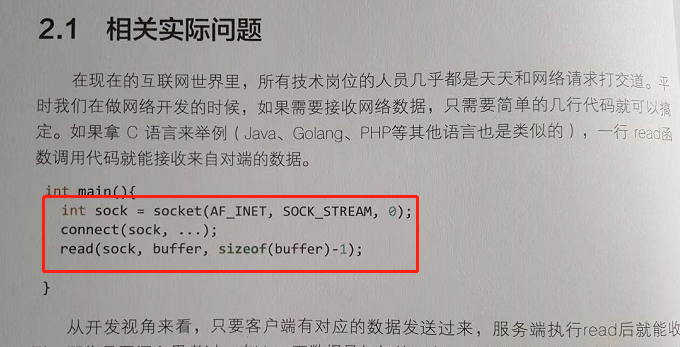 2.1 相关实际问题
在现在的互联网世界里，所有技术岗位的人员几乎都是天天和网络请求打交道。平
时我们在做网络开发的时候，如果需要接收网络数据，只需要简单的几行代码就可以搞
定。如果拿 C 语言来举例（Java、Golang、PHP等其他语言也是类似的），一行 read函
数调用代码就能接收来自对端的数据。
int main(){
int sock = socket(AF_INET, SOCK_STREAM, 0);
connect(sock, ...);
read(sock, buffer, sizeof(buffer)-1);
}
从开发视角来看，只要客户端有对应的数据发送过来，服务端执行read后就能收